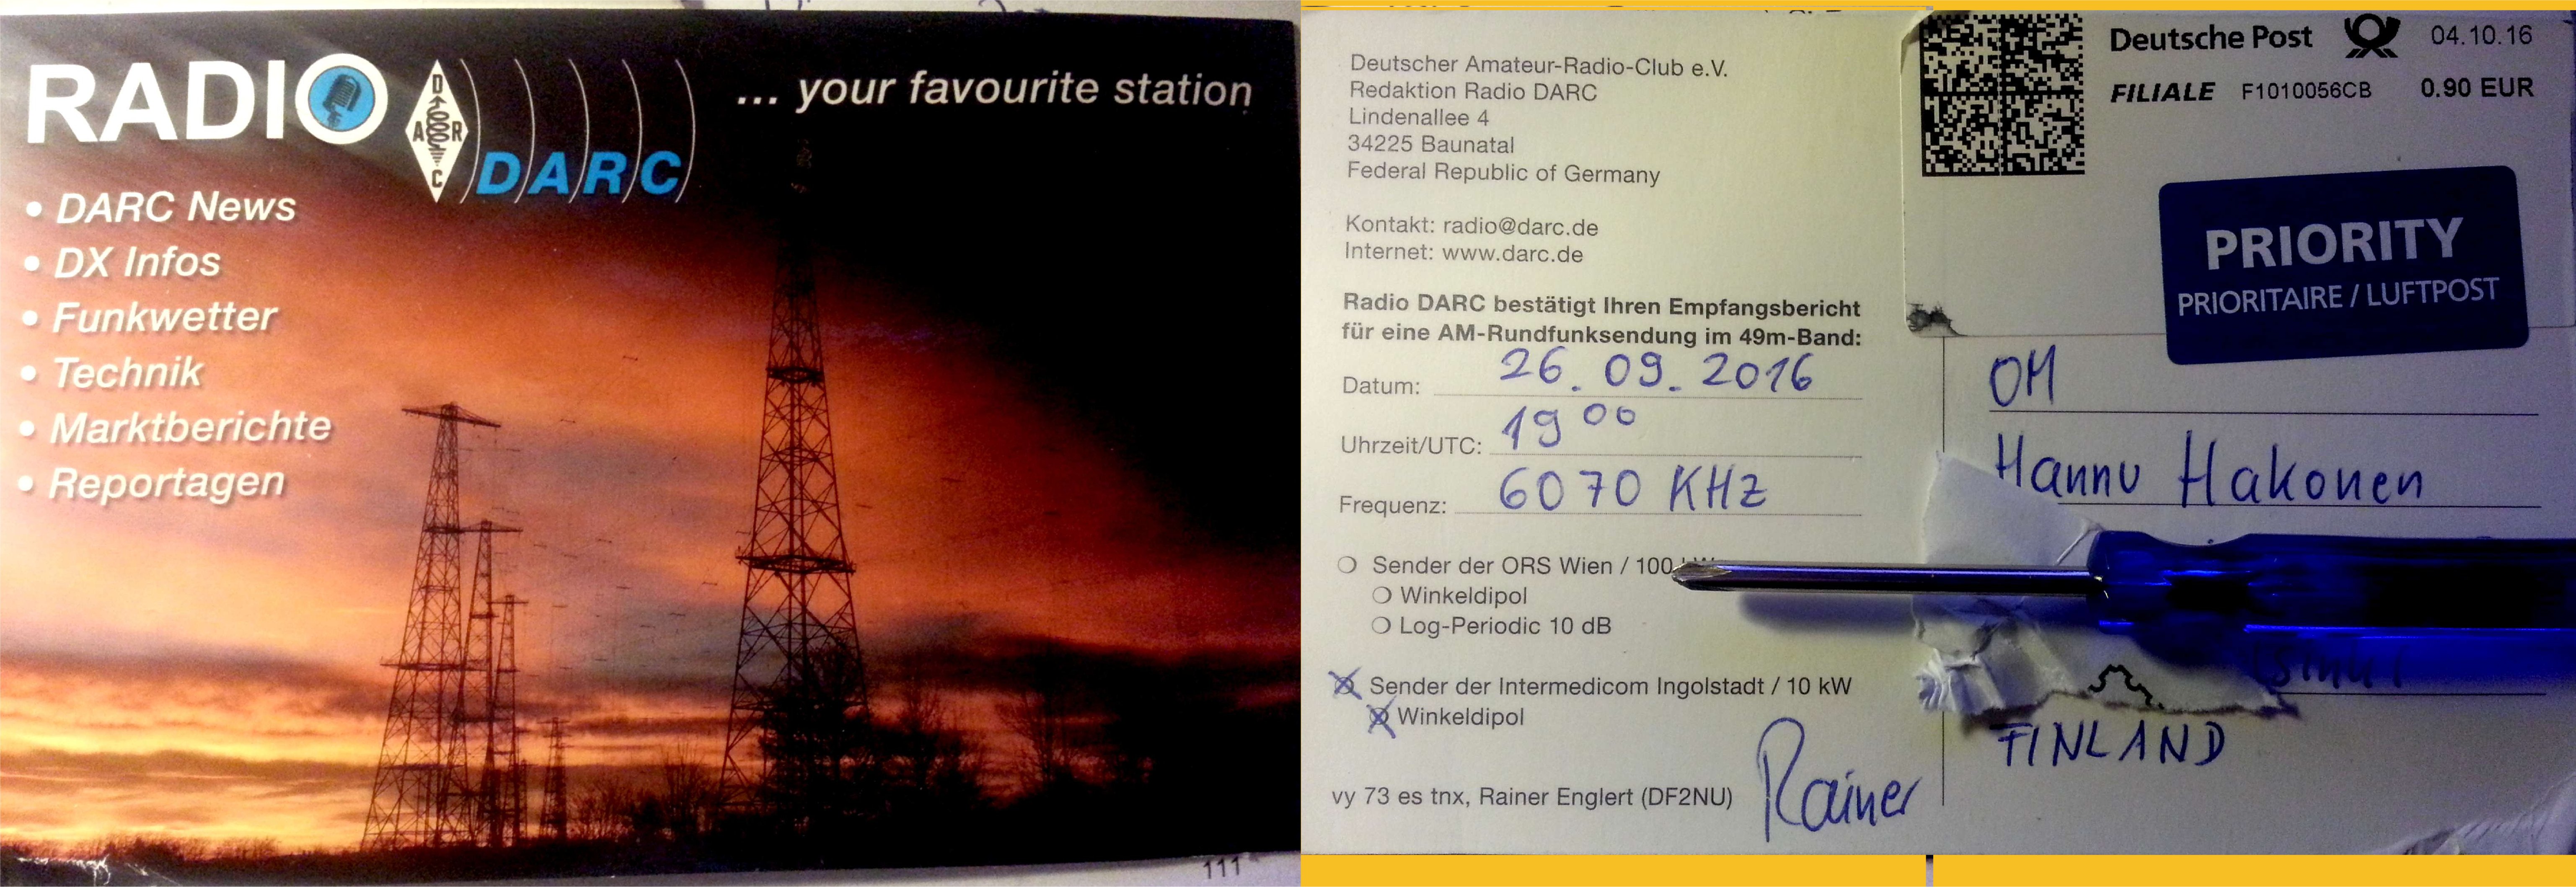 RADIO
DARC
DARC
... your favourite station
• DARC News
• DX Infos
• Funkwetter
• Technik
• Marktberichte
• Reportagen
111
Deutscher Amateur-Radio-Club e.V.
Redaktion Radio DARC
Lindenallee 4
34225 Baunatal
Federal Republic of Germany
Kontakt: radio@darc.de
Internet: www.darc.de
Radio DARC bestätigt Ihren Empfangsbericht
für eine AM-Rundfunksendung im 49m-Band:
Datum: 26. 09. 2016
Uhrzeit/UTC: 19 00
Frequenz: 6070 KHz
Sender der ORS Wien / 100
Winkeldipol
Log-Periodic 10 dB
Sender der Intermedicom Ingolstadt / 10 kW
Winkeldipol
vy 73 es tnx, Rainer Englert (DF2NU)
Rainer
Deutsche Post
04.10.16
FILIALE F1010056CB 0.90 EUR
PRIORITY
PRIORITAIRE / LUFTPOST
OM
Hannu Hakonen
FINLAND